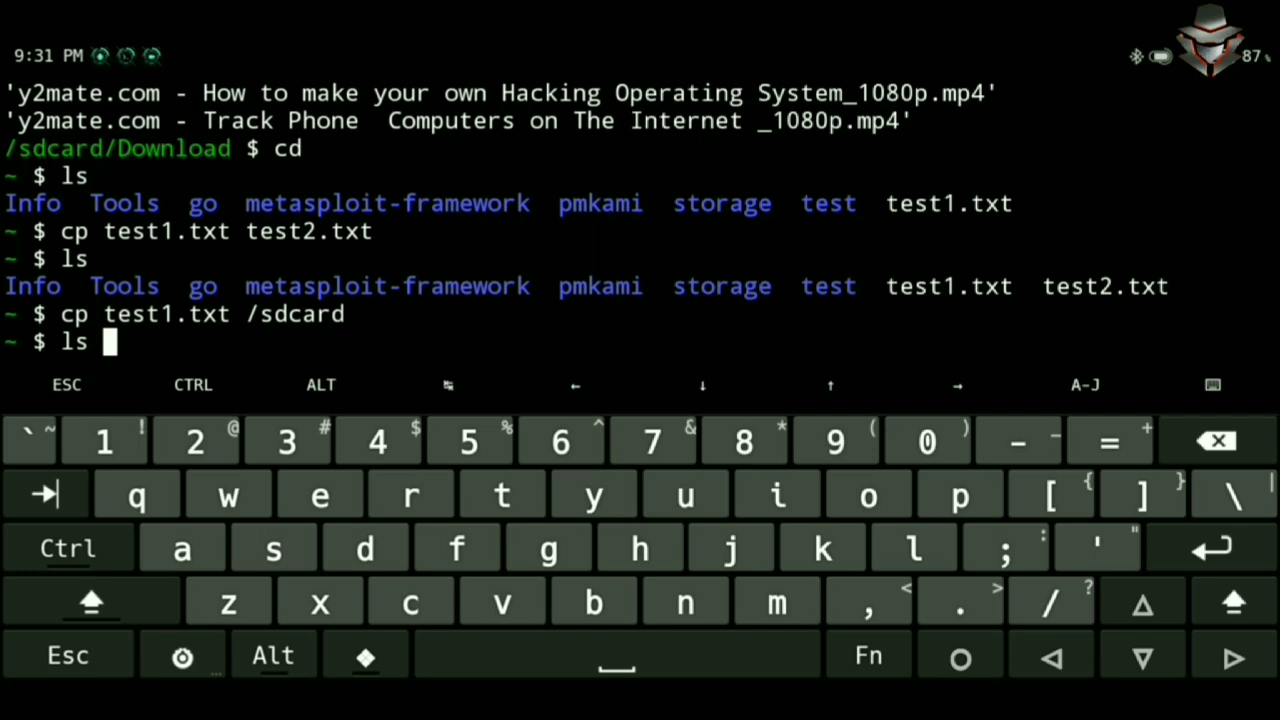 9:31 PM 87%
'y2mate.com - How to make your own Hacking Operating System_1080p.mp4'
'y2mate.com - Track Phone  Computers on The Internet _1080p.mp4'
/sdcard/Download $ cd
~ $ ls
Info  Tools  go  metasploit-framework  pmkami  storage  test  test1.txt
~ $ cp test1.txt test2.txt
~ $ ls
Info  Tools  go  metasploit-framework  pmkami  storage  test  test1.txt  test2.txt
~ $ cp test1.txt /sdcard
~ $ ls
ESC CTRL ALT ↹ ← ↓ ↑ → A-J
` ~ 1 ! 2 @ 3 # 4 $ 5 % 6 ^ 7 & 8 * 9 ( 0 ) - _ = +
q w e r t y u i o p [ { ] } \ |
Ctrl a s d f g h j k l ; : ' "
z x c v b n m , < . > / ?
Esc Alt Fn